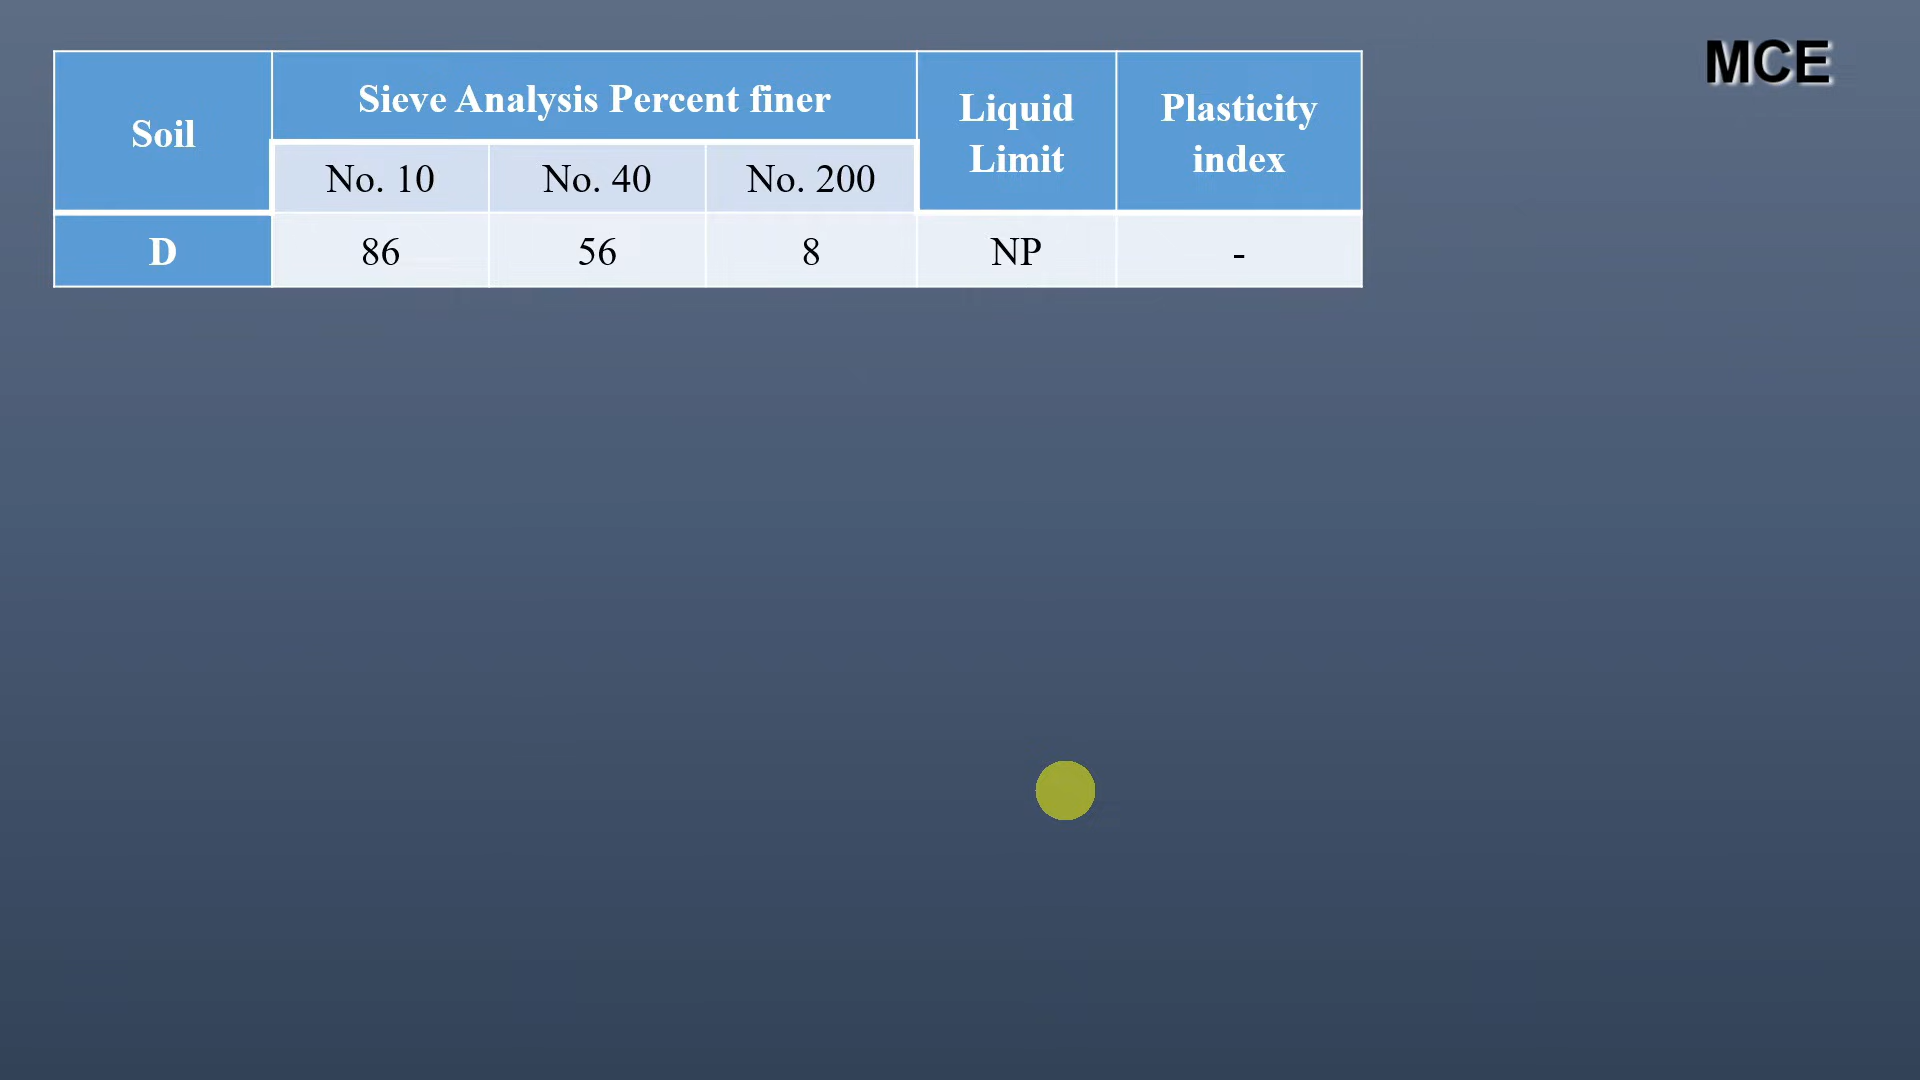 MCE
Soil
Sieve Analysis Percent finer
Liquid
Limit
Plasticity
index
No. 10
No. 40
No. 200
D
86
56
8
NP
-